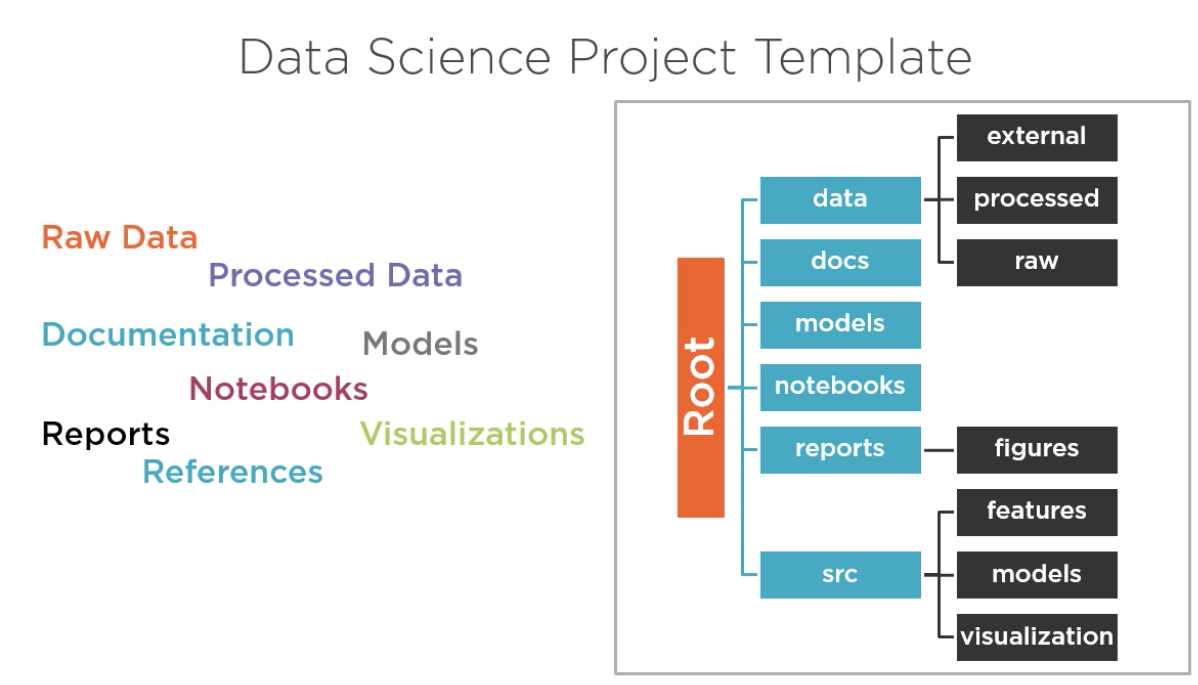 Data Science Project Template
Raw Data
Processed Data
Documentation
Models
Notebooks
Reports
Visualizations
References
Root
data
external
processed
raw
docs
models
notebooks
reports
figures
src
features
models
visualization